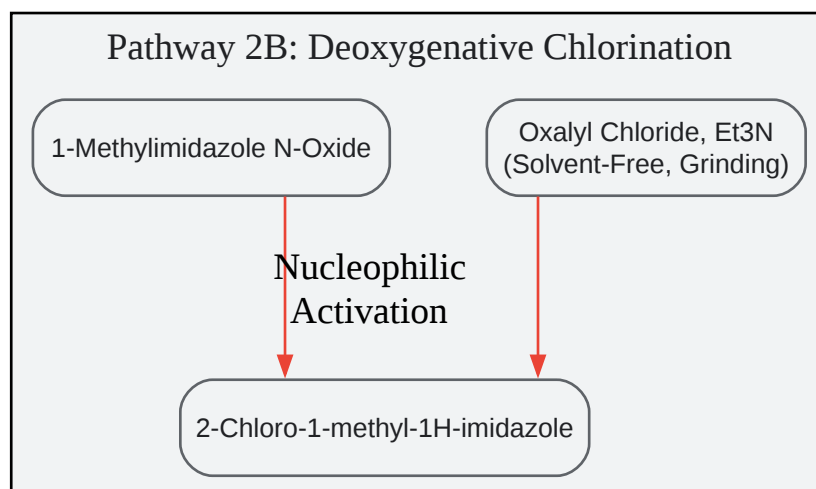 Pathway 2B: Deoxygenative Chlorination
1-Methylimidazole N-Oxide
Oxalyl Chloride, Et3N
(Solvent-Free, Grinding)
Nucleophilic
Activation
2-Chloro-1-methyl-1H-imidazole